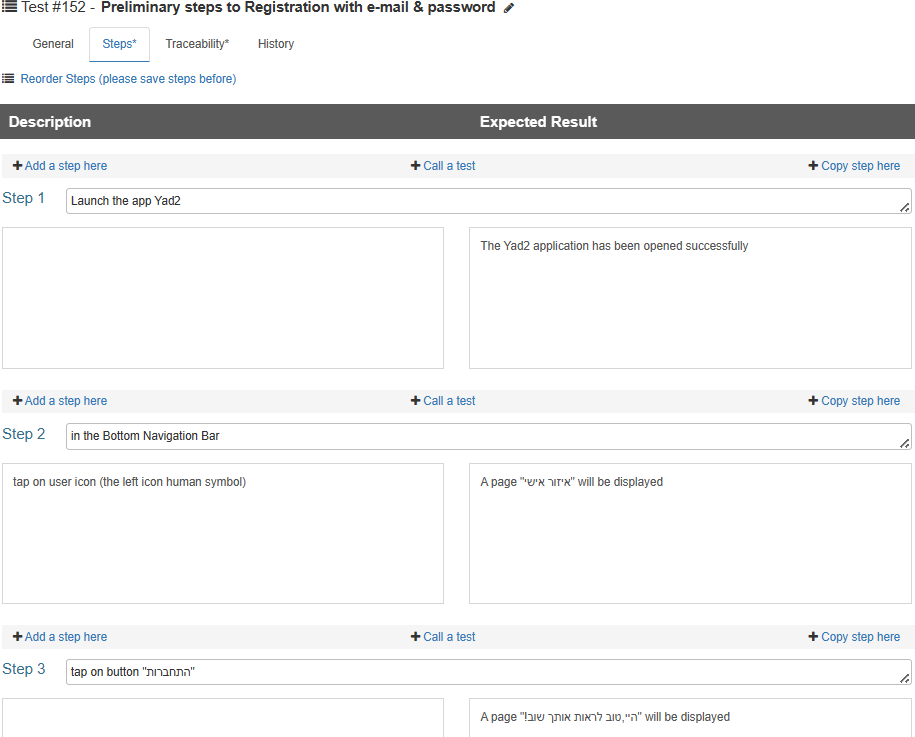 Test #152 - Preliminary steps to Registration with e-mail & password
General Steps* Traceability* History
Reorder Steps (please save steps before)
Description Expected Result
Add a step here Call a test Copy step here
Step 1 Launch the app Yad2
The Yad2 application has been opened successfully
Add a step here Call a test Copy step here
Step 2 in the Bottom Navigation Bar
tap on user icon (the left icon human symbol) A page "איזור אישי" will be displayed
Add a step here Call a test Copy step here
Step 3 tap on button "התחברות"
A page "היי,טוב לראות אותך שוב!" will be displayed